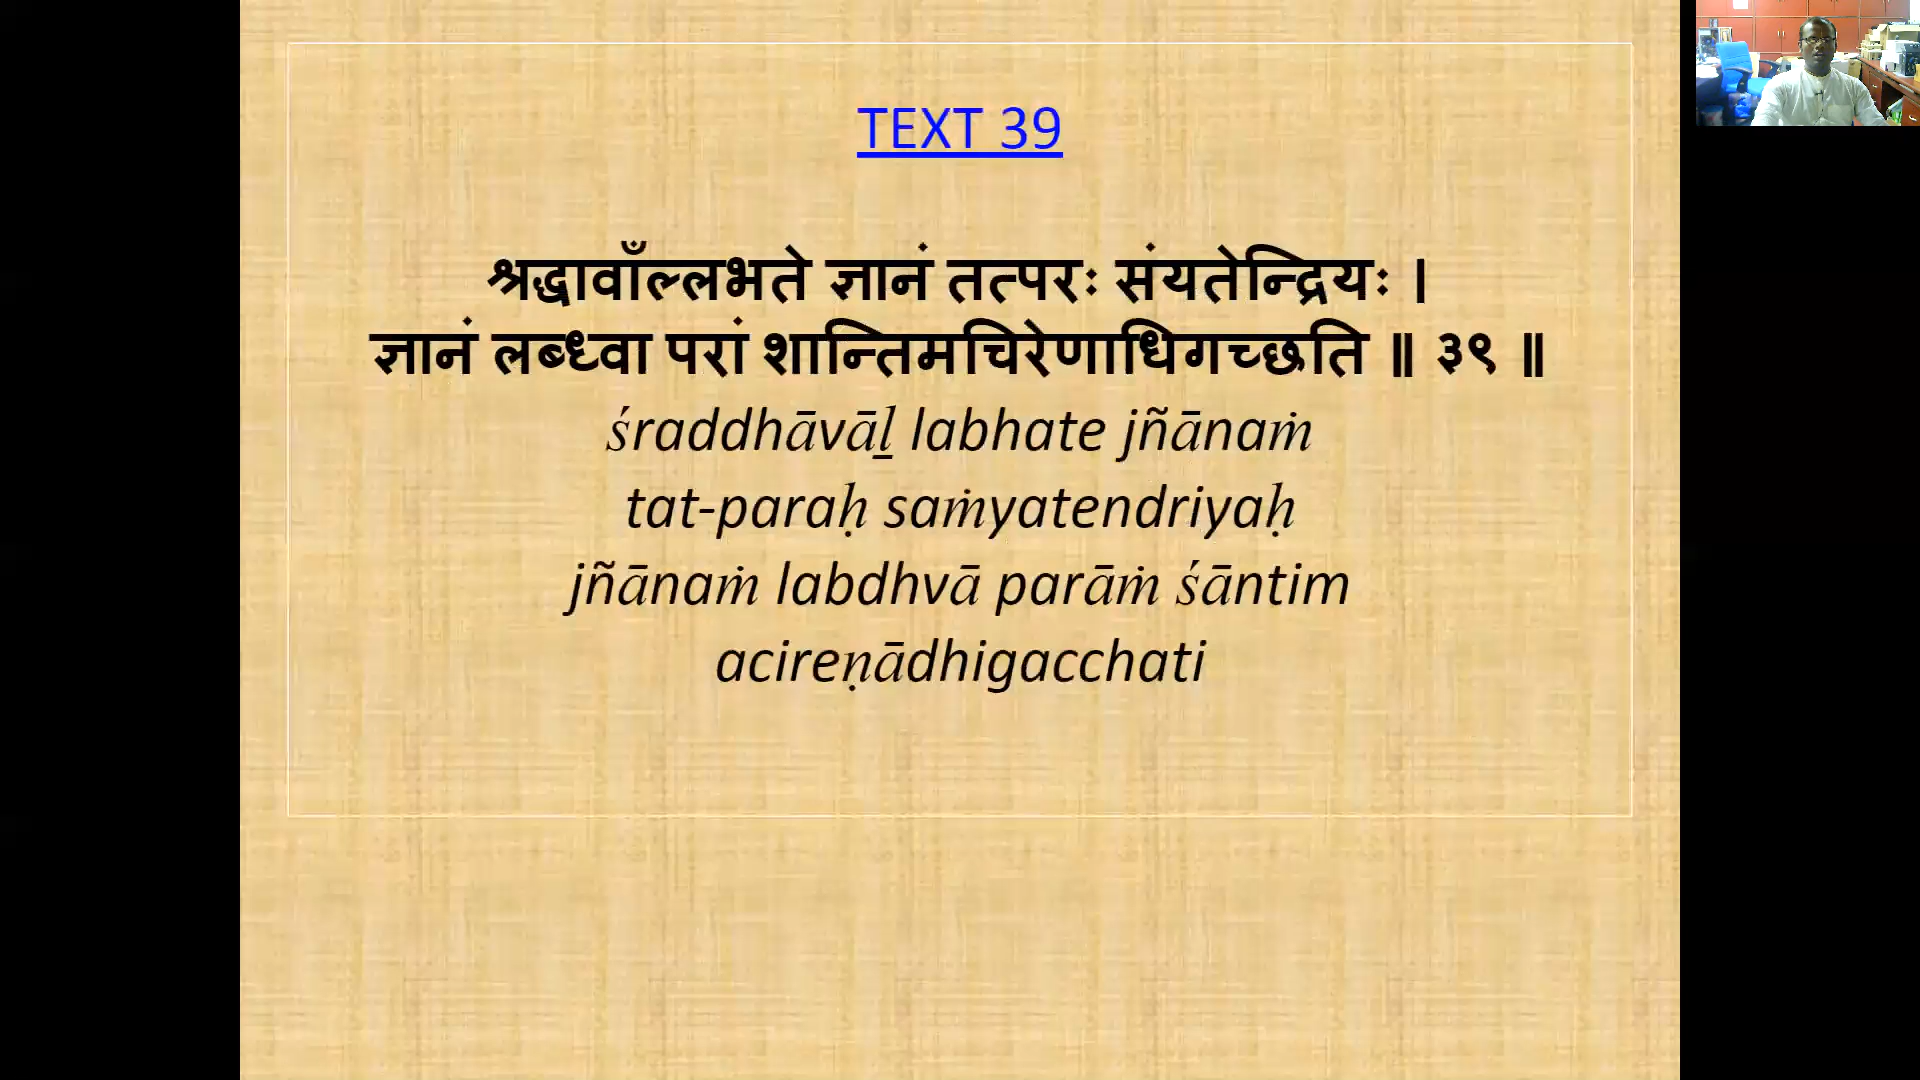 TEXT 39
श्रद्धावाँल्लभते ज्ञानं तत्परः संयतेन्द्रियः ।
ज्ञानं लब्ध्वा परां शान्तिमचिरेणाधिगच्छति ॥ ३९ ॥
śraddhāvāḻ labhate jñānaṁ
tat-paraḥ saṁyatendriyaḥ
jñānaṁ labdhvā parāṁ śāntim
acireṇādhigacchati